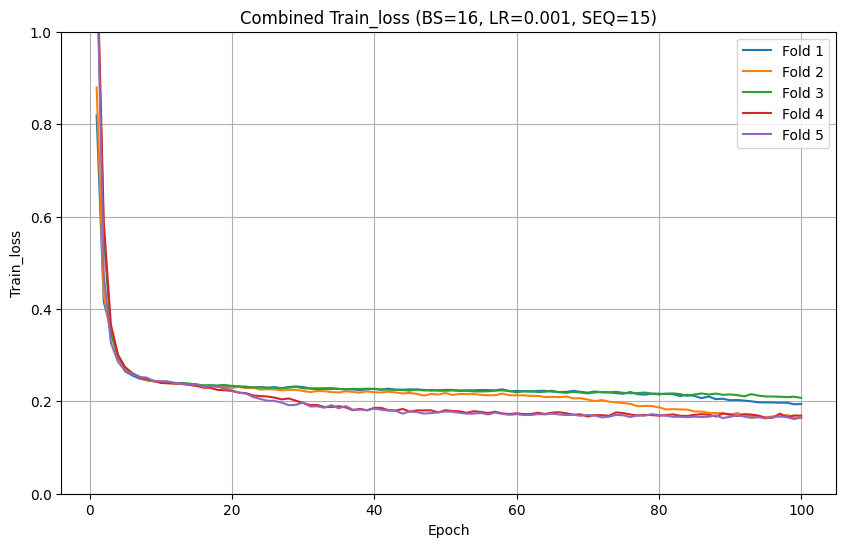 Combined Train_loss (BS=16, LR=0.001, SEQ=15)
Train_loss
1.0
0.8
0.6
0.4
0.2
0.0
0
20
40
60
80
100
Epoch
Fold 1
Fold 2
Fold 3
Fold 4
Fold 5